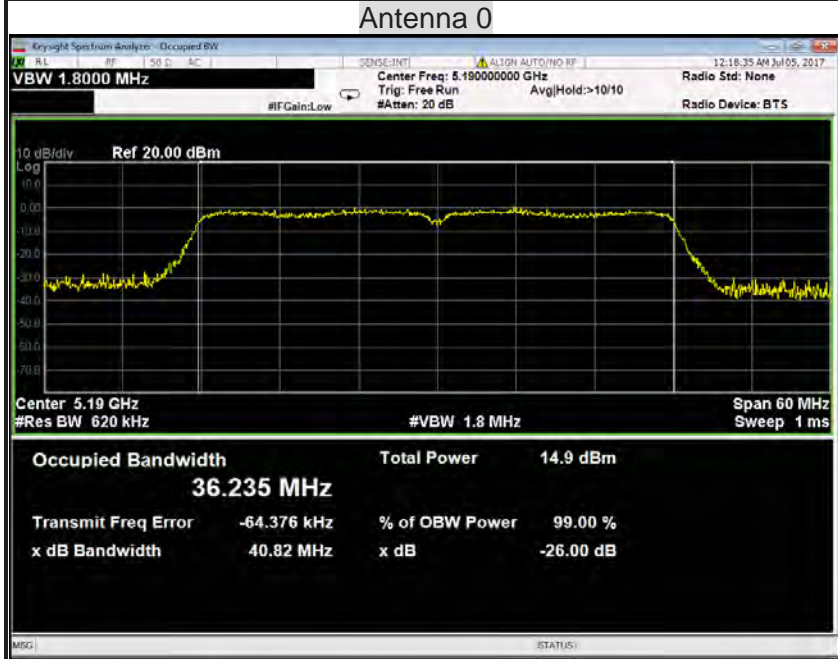 Antenna 0
Keysight Spectrum Analyzer - Occupied BW
RL RF 50 Ω AC SENSE:INT ALIGN AUTO/NO RF 12:18:35 AM Jul 05, 2017
VBW 1.8000 MHz Center Freq: 5.190000000 GHz Radio Std: None
Trig: Free Run Avg|Hold:>10/10
#IFGain:Low #Atten: 20 dB Radio Device: BTS
10 dB/div Ref 20.00 dBm
Log
10.0
0.00
-10.0
-20.0
-30.0
-40.0
-50.0
-60.0
-70.0
Center 5.19 GHz Span 60 MHz
#Res BW 620 kHz #VBW 1.8 MHz Sweep 1 ms
Occupied Bandwidth Total Power 14.9 dBm
36.235 MHz
Transmit Freq Error -64.376 kHz % of OBW Power 99.00 %
x dB Bandwidth 40.82 MHz x dB -26.00 dB
MSG STATUS